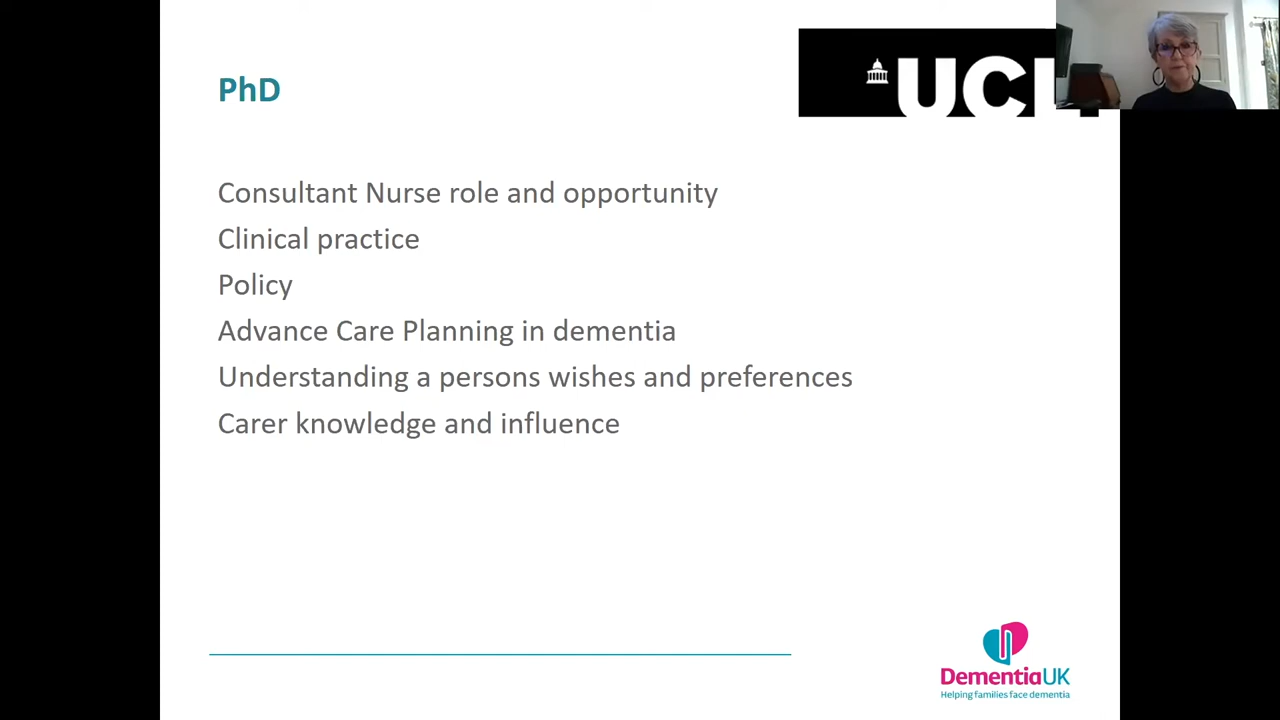 PhD
UCL
Consultant Nurse role and opportunity
Clinical practice
Policy
Advance Care Planning in dementia
Understanding a persons wishes and preferences
Carer knowledge and influence
DementiaUK
Helping families face dementia